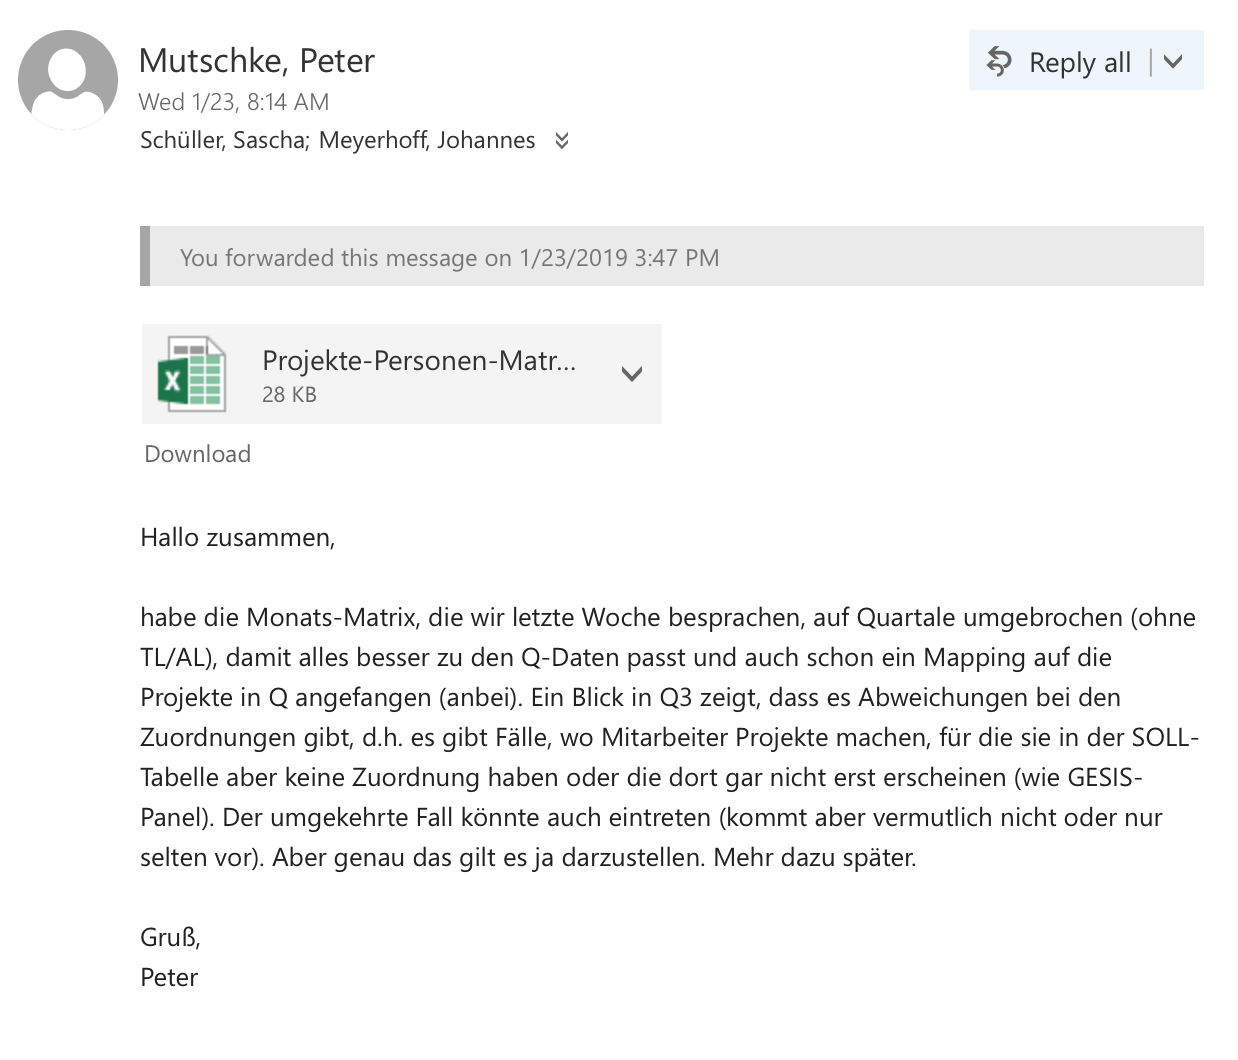 Mutschke, Peter
Reply all
Wed 1/23, 8:14 AM
Schüller, Sascha; Meyerhoff, Johannes
You forwarded this message on 1/23/2019 3:47 PM
Projekte-Personen-Matr...
28 KB
Download
Hallo zusammen,
habe die Monats-Matrix, die wir letzte Woche besprachen, auf Quartale umgebrochen (ohne
TL/AL), damit alles besser zu den Q-Daten passt und auch schon ein Mapping auf die
Projekte in Q angefangen (anbei). Ein Blick in Q3 zeigt, dass es Abweichungen bei den
Zuordnungen gibt, d.h. es gibt Fälle, wo Mitarbeiter Projekte machen, für die sie in der SOLL-
Tabelle aber keine Zuordnung haben oder die dort gar nicht erst erscheinen (wie GESIS-
Panel). Der umgekehrte Fall könnte auch eintreten (kommt aber vermutlich nicht oder nur
selten vor). Aber genau das gilt es ja darzustellen. Mehr dazu später.
Gruß,
Peter